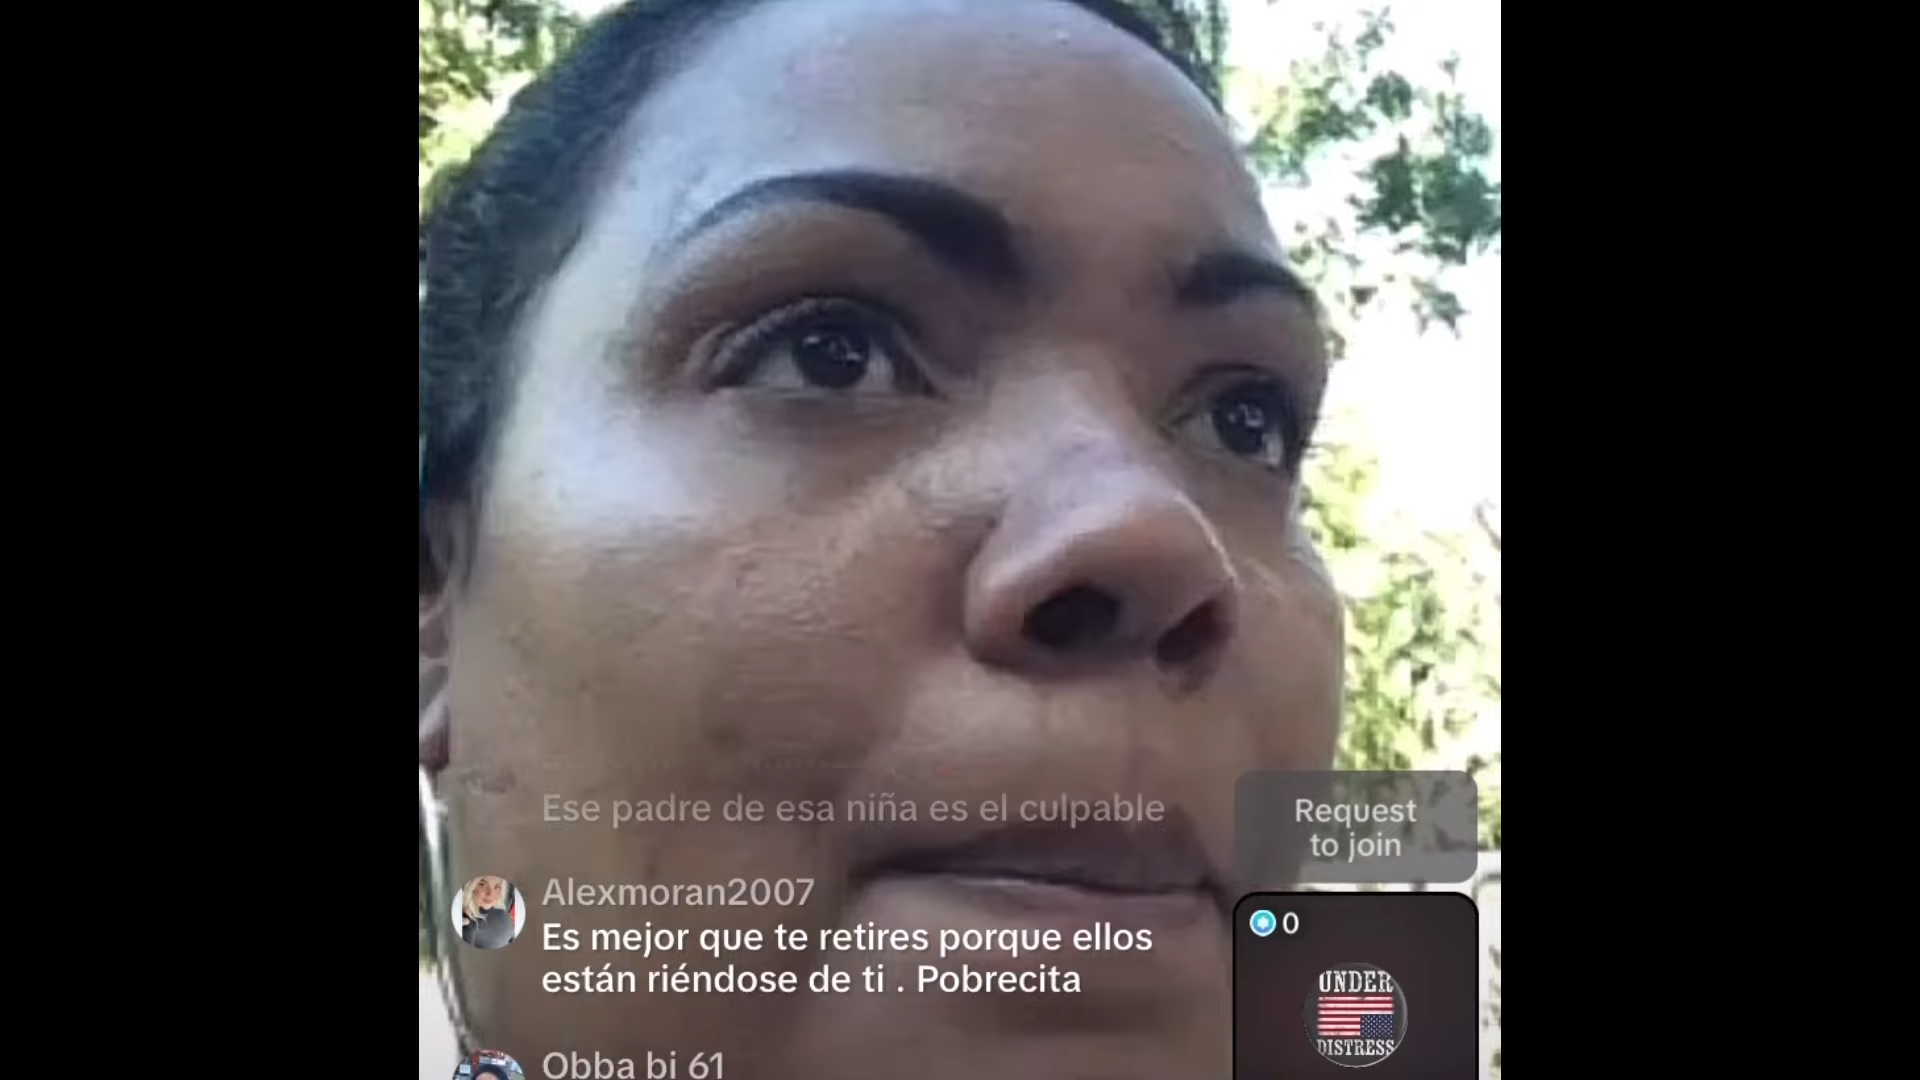 Ese padre de esa niña es el culpable
Alexmoran2007
Es mejor que te retires porque ellos
están riéndose de ti . Pobrecita
Obba bi 61
Request
to join
0
UNDER
DISTRESS